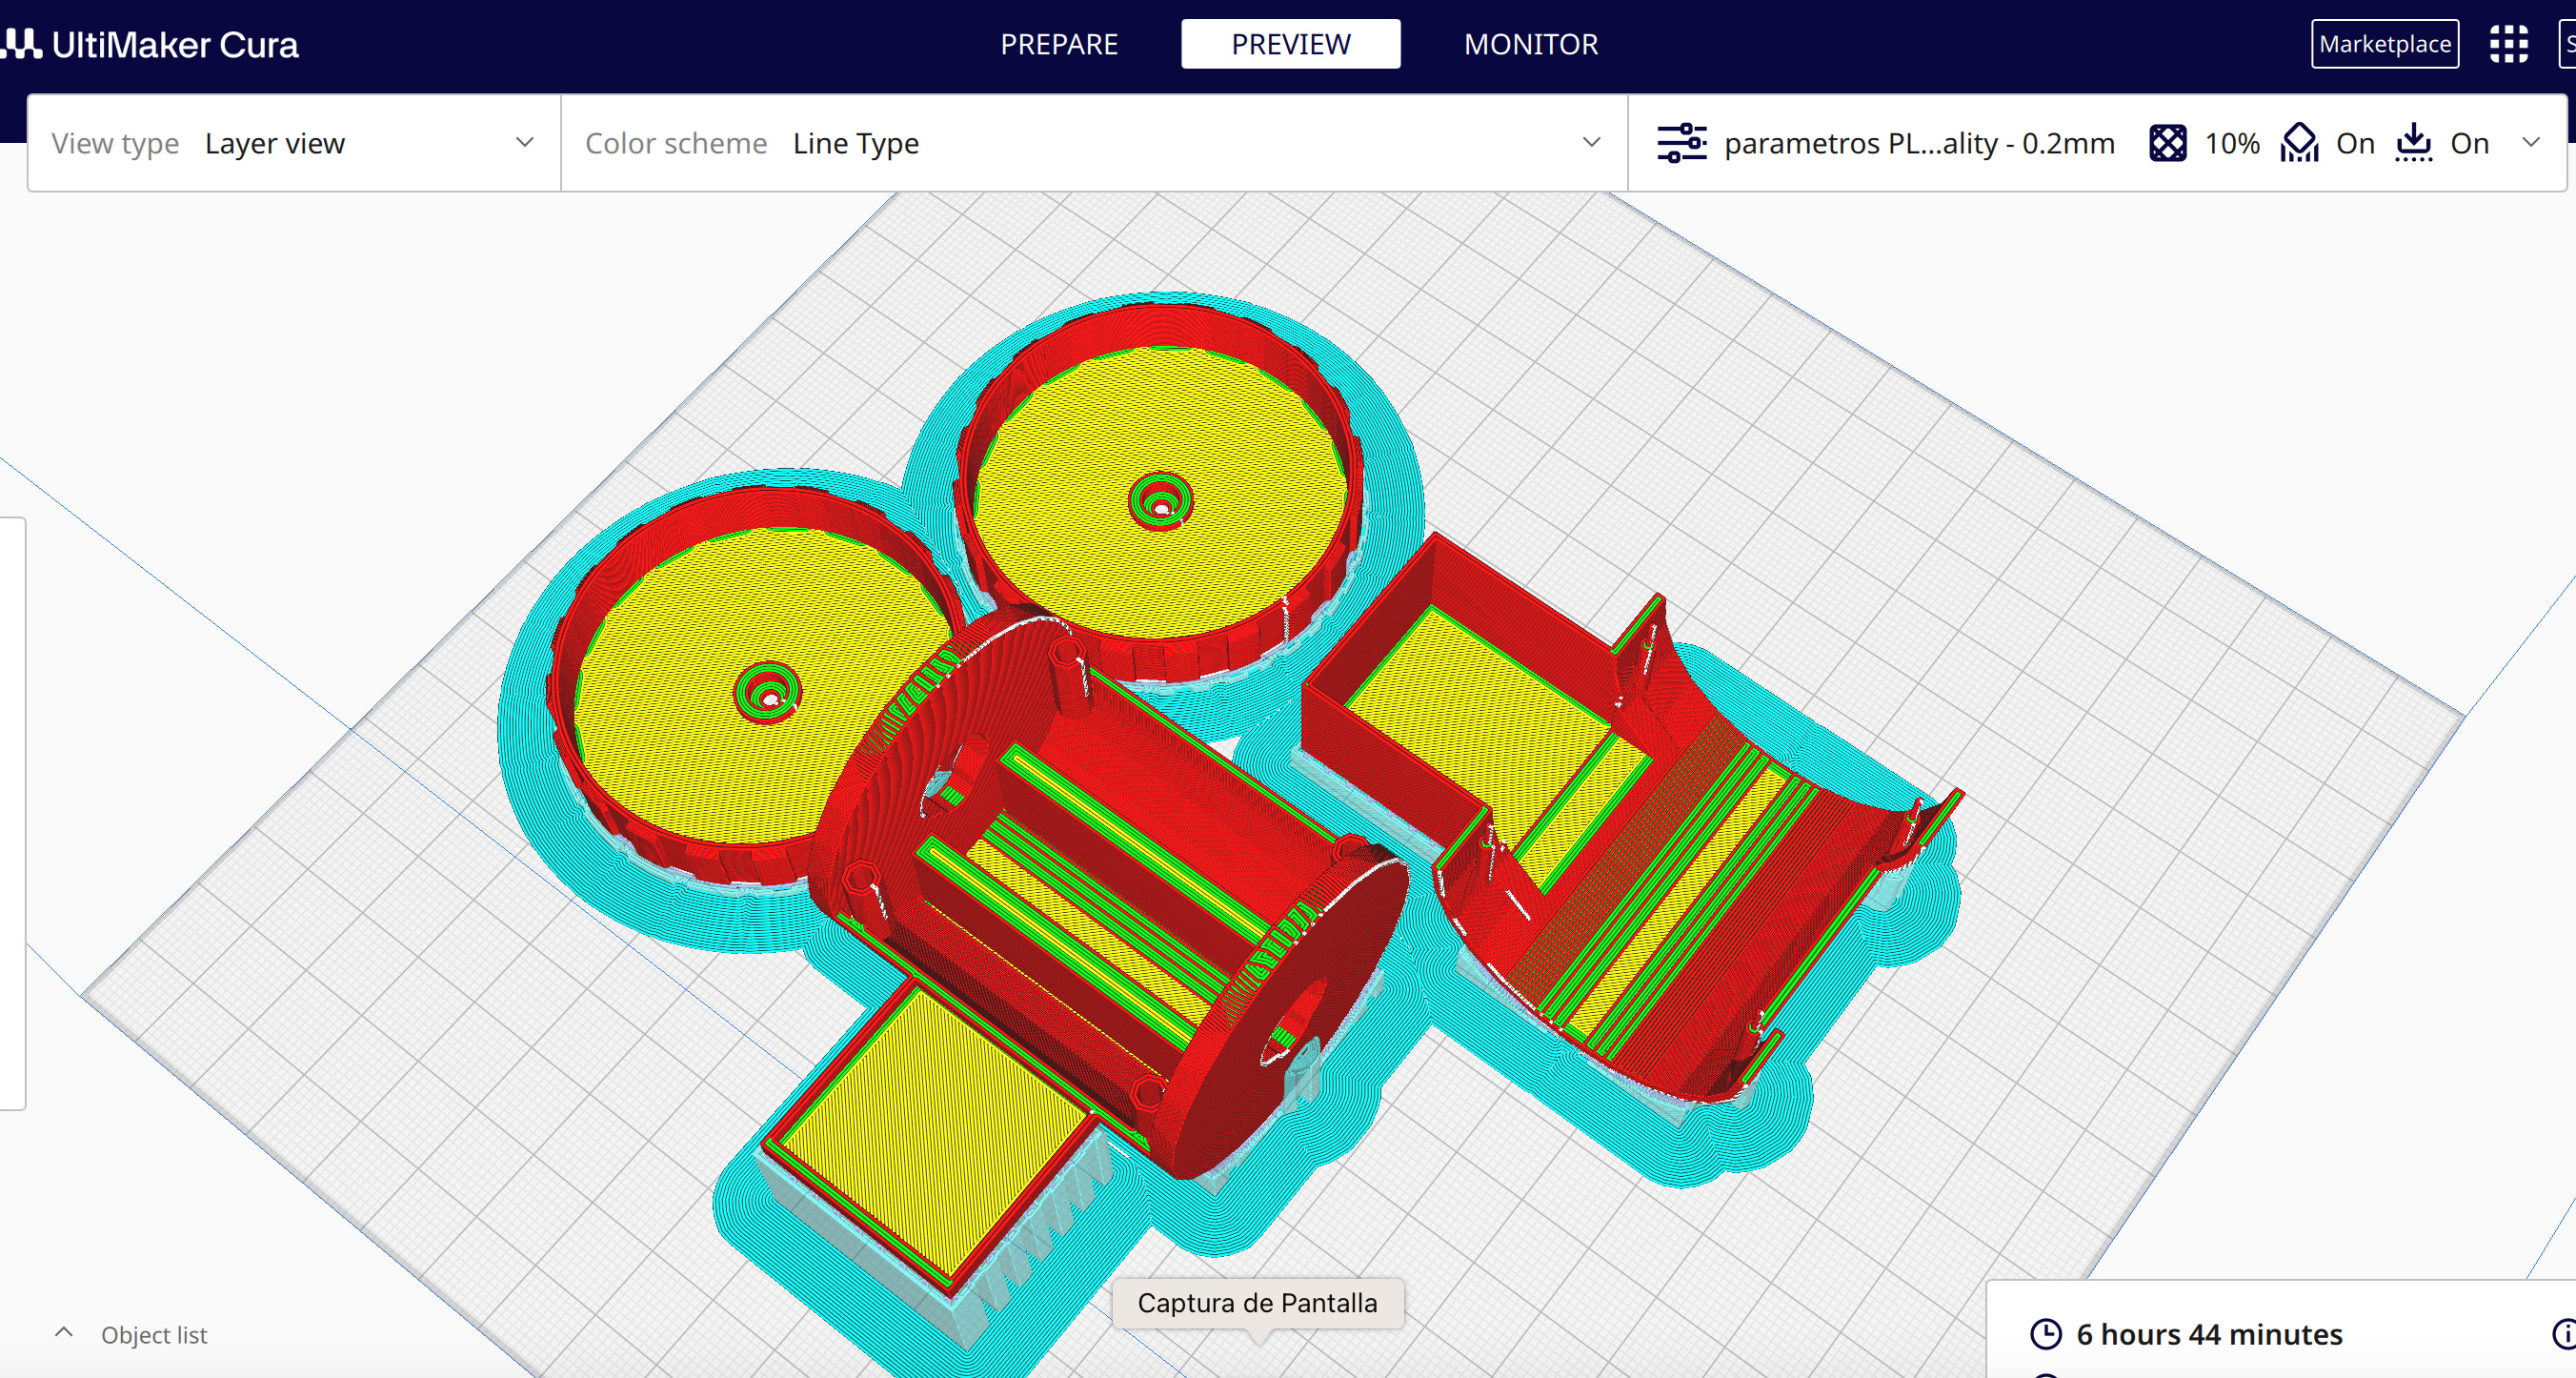 UltiMaker Cura
PREPARE
PREVIEW
MONITOR
Marketplace
View type Layer view
Color scheme Line Type
parametros PL...ality - 0.2mm
10%
On
On
Object list
Captura de Pantalla
6 hours 44 minutes